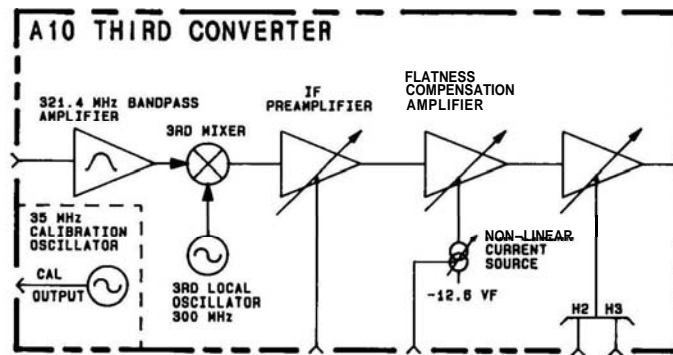 A10 THIRD CONVERTER
321.4 MHz BANDPASS
AMPLIFIER
3RD MIXER
IF
PREAMPLIFIER
FLATNESS
COMPENSATION
AMPLIFIER
35 MHz
CALIBRATION
OSCILLATOR
CAL
OUTPUT
3RD LOCAL
OSCILLATOR
300 MHz
NON-LINEAR
CURRENT
SOURCE
-12.6 VF
H2 H3